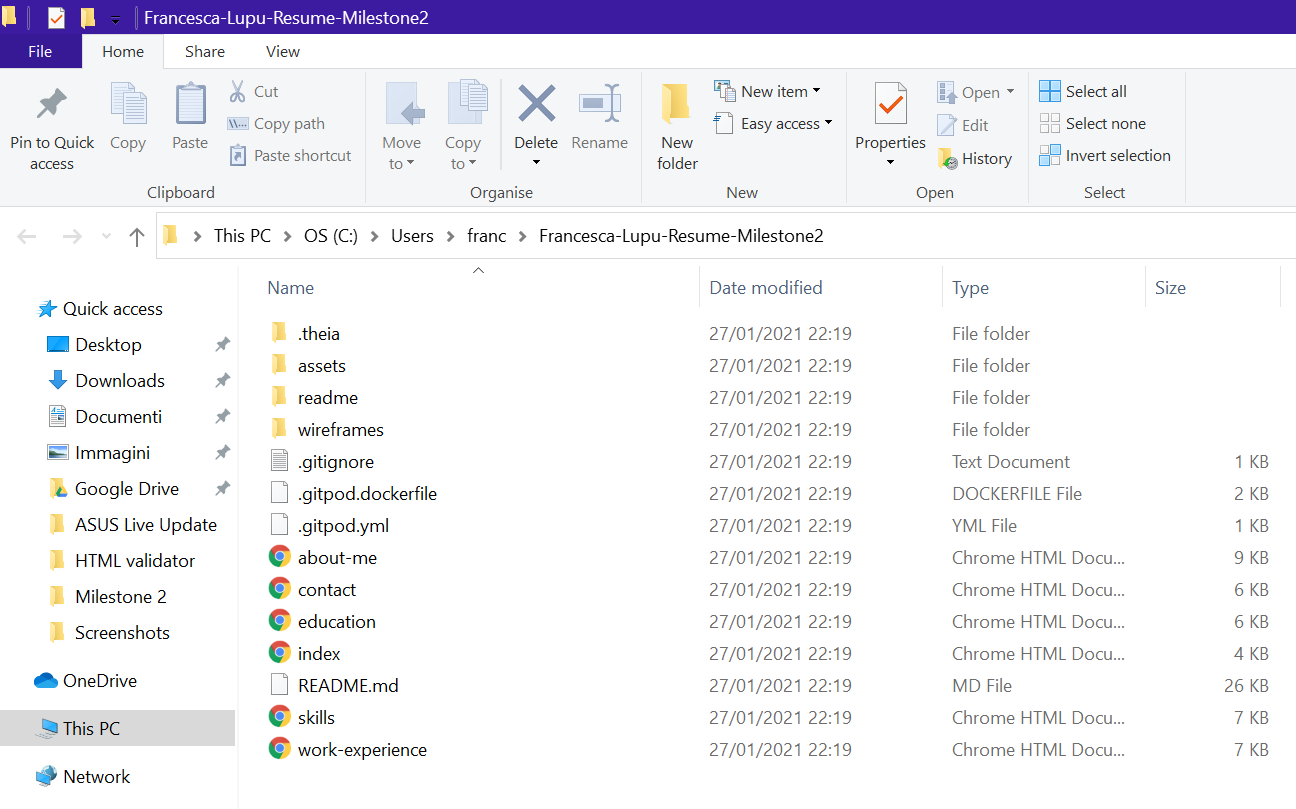 Francesca-Lupu-Resume-Milestone2
File Home Share View
Pin to Quick access
Copy
Paste
Cut
Copy path
Paste shortcut
Clipboard
Move to
Copy to
Delete
Rename
Organise
New folder
New item
Easy access
New
Properties
Open
Edit
History
Open
Select all
Select none
Invert selection
Select
This PC > OS (C:) > Users > franc > Francesca-Lupu-Resume-Milestone2
Quick access
Desktop
Downloads
Documenti
Immagini
Google Drive
ASUS Live Update
HTML validator
Milestone 2
Screenshots
OneDrive
This PC
Network
Name Date modified Type Size
.theia 27/01/2021 22:19 File folder
assets 27/01/2021 22:19 File folder
readme 27/01/2021 22:19 File folder
wireframes 27/01/2021 22:19 File folder
.gitignore 27/01/2021 22:19 Text Document 1 KB
.gitpod.dockerfile 27/01/2021 22:19 DOCKERFILE File 2 KB
.gitpod.yml 27/01/2021 22:19 YML File 1 KB
about-me 27/01/2021 22:19 Chrome HTML Docu... 9 KB
contact 27/01/2021 22:19 Chrome HTML Docu... 6 KB
education 27/01/2021 22:19 Chrome HTML Docu... 6 KB
index 27/01/2021 22:19 Chrome HTML Docu... 4 KB
README.md 27/01/2021 22:19 MD File 26 KB
skills 27/01/2021 22:19 Chrome HTML Docu... 7 KB
work-experience 27/01/2021 22:19 Chrome HTML Docu... 7 KB